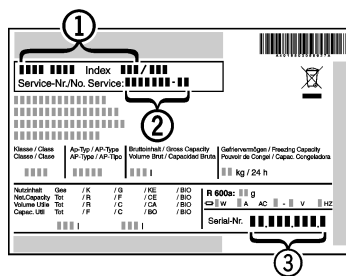 1
Index /
Service-Nr./No. Service: -
2
Klasse / Class
Classe / Clase
Ap-Typ / AP-Type
AP-Type / AP-Tipo
Bruttoinhalt / Gross Capacity
Volume Brut / Capacidad Bruta
l
Gefriervermögen / Freezing Capacity
Pouvoir de Congel / Capac. Congeladora
kg / 24 h
Nutzinhalt Ges / K / G / KE / BIO
Net.Capacity Tot / R / F / CE / BIO
Volume Utile Tot / R / C / CA / BIO
Capac. Util Tot / F / C / BO / BIO
l l
R 600a: g
W A AC - V HZ
Serial-Nr.
3